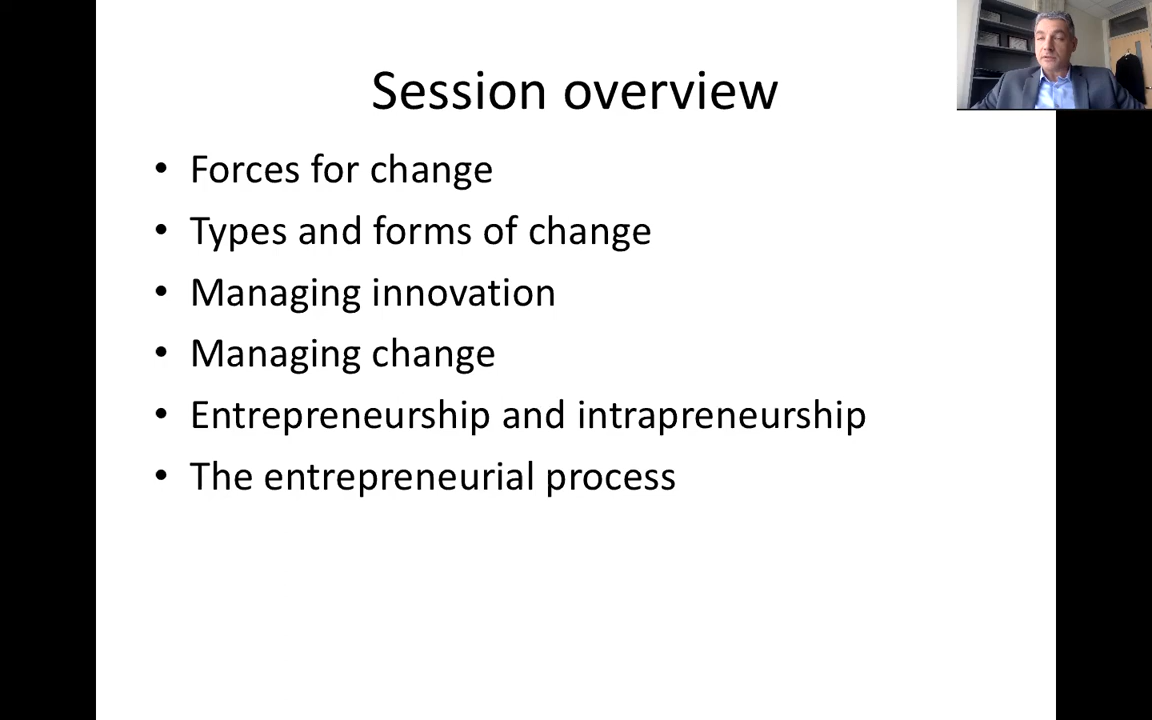 Session overview
• Forces for change
• Types and forms of change
• Managing innovation
• Managing change
• Entrepreneurship and intrapreneurship
• The entrepreneurial process